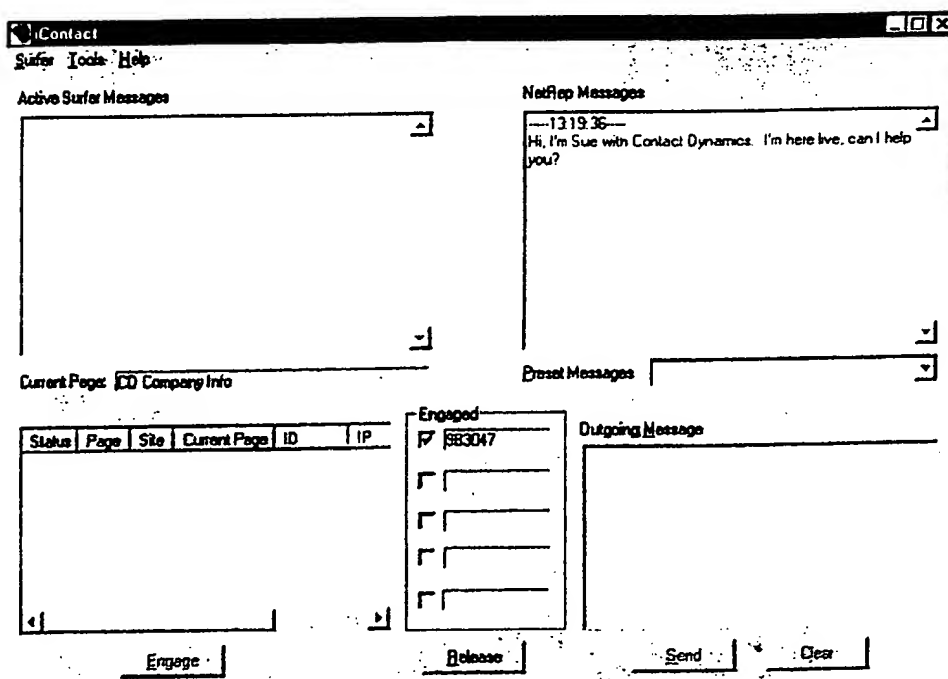 iContact
Surfer Tools Help
Active Surfer Messages
NetRep Messages
----13:19:36----
Hi, I'm Sue with Contact Dynamics. I'm here live, can I help
you?
Current Page: CD Company Info
Preset Messages
Engaged
Status Page Site Current Page ID IP
983047
Outgoing Message
Engage
Release
Send
Clear